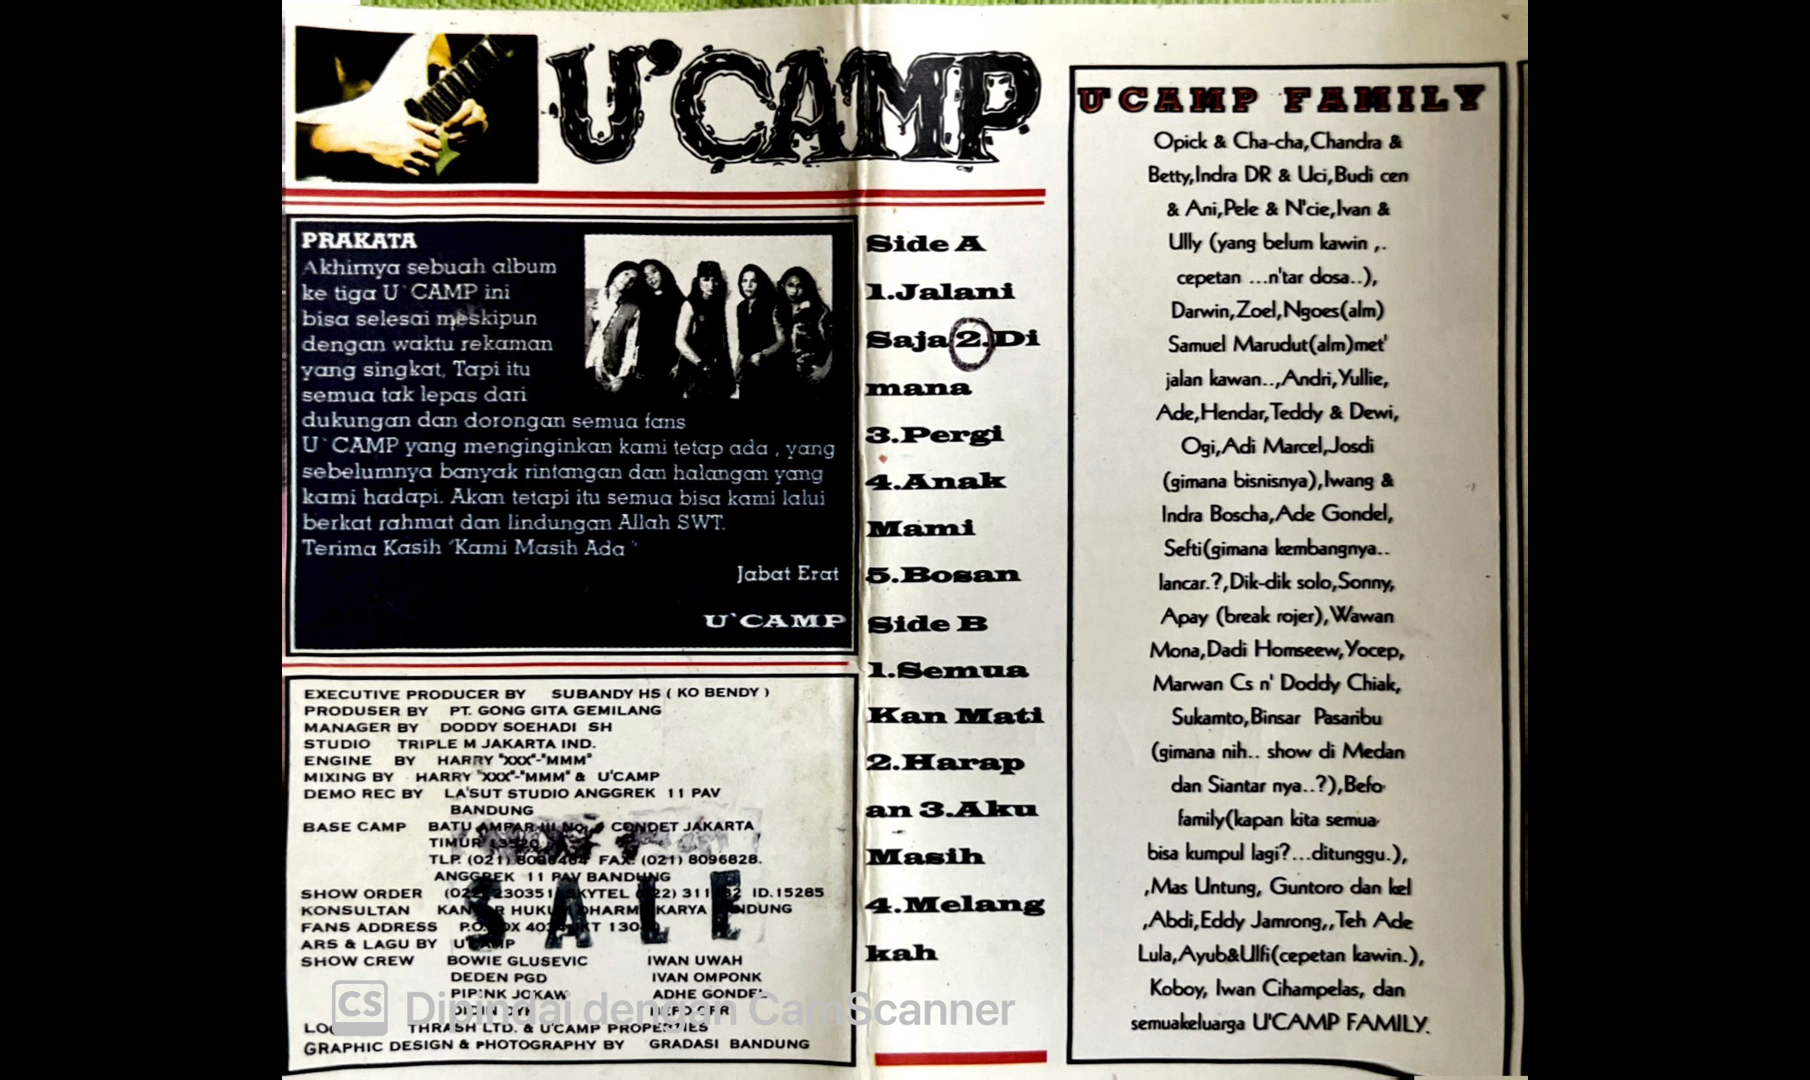 U'CAMP
PRAKATA
Akhirnya sebuah album
ke tiga U`CAMP ini
bisa selesai meskipun
dengan waktu rekaman
yang singkat, Tapi itu
semua tak lepas dari
dukungan dan dorongan semua fans
U`CAMP yang menginginkan kami tetap ada , yang
sebelumnya banyak rintangan dan halangan yang
kami hadapi. Akan tetapi itu semua bisa kami lalui
berkat rahmat dan lindungan Allah SWT.
Terima Kasih "Kami Masih Ada "
Jabat Erat
U`CAMP
EXECUTIVE PRODUCER BY SUBANDY HS ( KO BENDY )
PRODUSER BY PT. GONG GITA GEMILANG
MANAGER BY DODDY SOEHADI SH
STUDIO TRIPLE M JAKARTA IND.
ENGINE BY HARRY "XXX"-"MMM"
MIXING BY HARRY "XXX"-"MMM" & U'CAMP
DEMO REC BY LA'SUT STUDIO ANGGREK 11 PAV
BANDUNG
BASE CAMP BATU AMPAR III CONDET JAKARTA
TIMUR 13520
TLP. (021) FAX. (021) 8096828.
ANGGREK 11 PAV BANDUNG
SHOW ORDER ID.15285
KONSULTAN KANTOR HUKUM DHARMA KARYA BANDUNG
FANS ADDRESS
ARS & LAGU BY U'CAMP
SHOW CREW BOWIE GLUSEVIC IWAN UWAH
DEDEN PGD IVAN OMPONK
PIPINK JOKAW ADHE GONDEL
THRASH LTD. & U'CAMP PROPERTIES
GRAPHIC DESIGN & PHOTOGRAPHY BY GRADASI BANDUNG
SALE
CS Dipindai dengan CamScanner
Side A
1.Jalani
Saja 2.Di
mana
3.Pergi
4.Anak
Mami
5.Bosan
Side B
1.Semua
Kan Mati
2.Harap
an 3.Aku
Masih
4.Melang
kah
U'CAMP FAMILY
Opick & Cha-cha,Chandra &
Betty,Indra DR & Uci,Budi cen
& Ani,Pele & N'cie,Ivan &
Ully (yang belum kawin ,.
cepetan ...n'tar dosa..),
Darwin,Zoel,Ngoes(alm)
Samuel Marudut(alm)met'
jalan kawan..,Andri,Yullie,
Ade,Hendar,Teddy & Dewi,
Ogi,Adi Marcel,Josdi
(gimana bisnisnya),Iwang &
Indra Boscha,Ade Gondel,
Sefti(gimana kembangnya..
lancar.?,Dik-dik solo,Sonny,
Apay (break rojer),Wawan
Mona,Dadi Homseew,Yocep,
Marwan Cs n' Doddy Chiak,
Sukamto,Binsar Pasaribu
(gimana nih.. show di Medan
dan Siantar nya..?),Befo
family(kapan kita semua
bisa kumpul lagi?...ditunggu.),
,Mas Untung, Guntoro dan kel
,Abdi,Eddy Jamrong,,Teh Ade
Lula,Ayub&Ulfi(cepetan kawin.),
Koboy, Iwan Cihampelas, dan
semuakeluarga U'CAMP FAMILY.